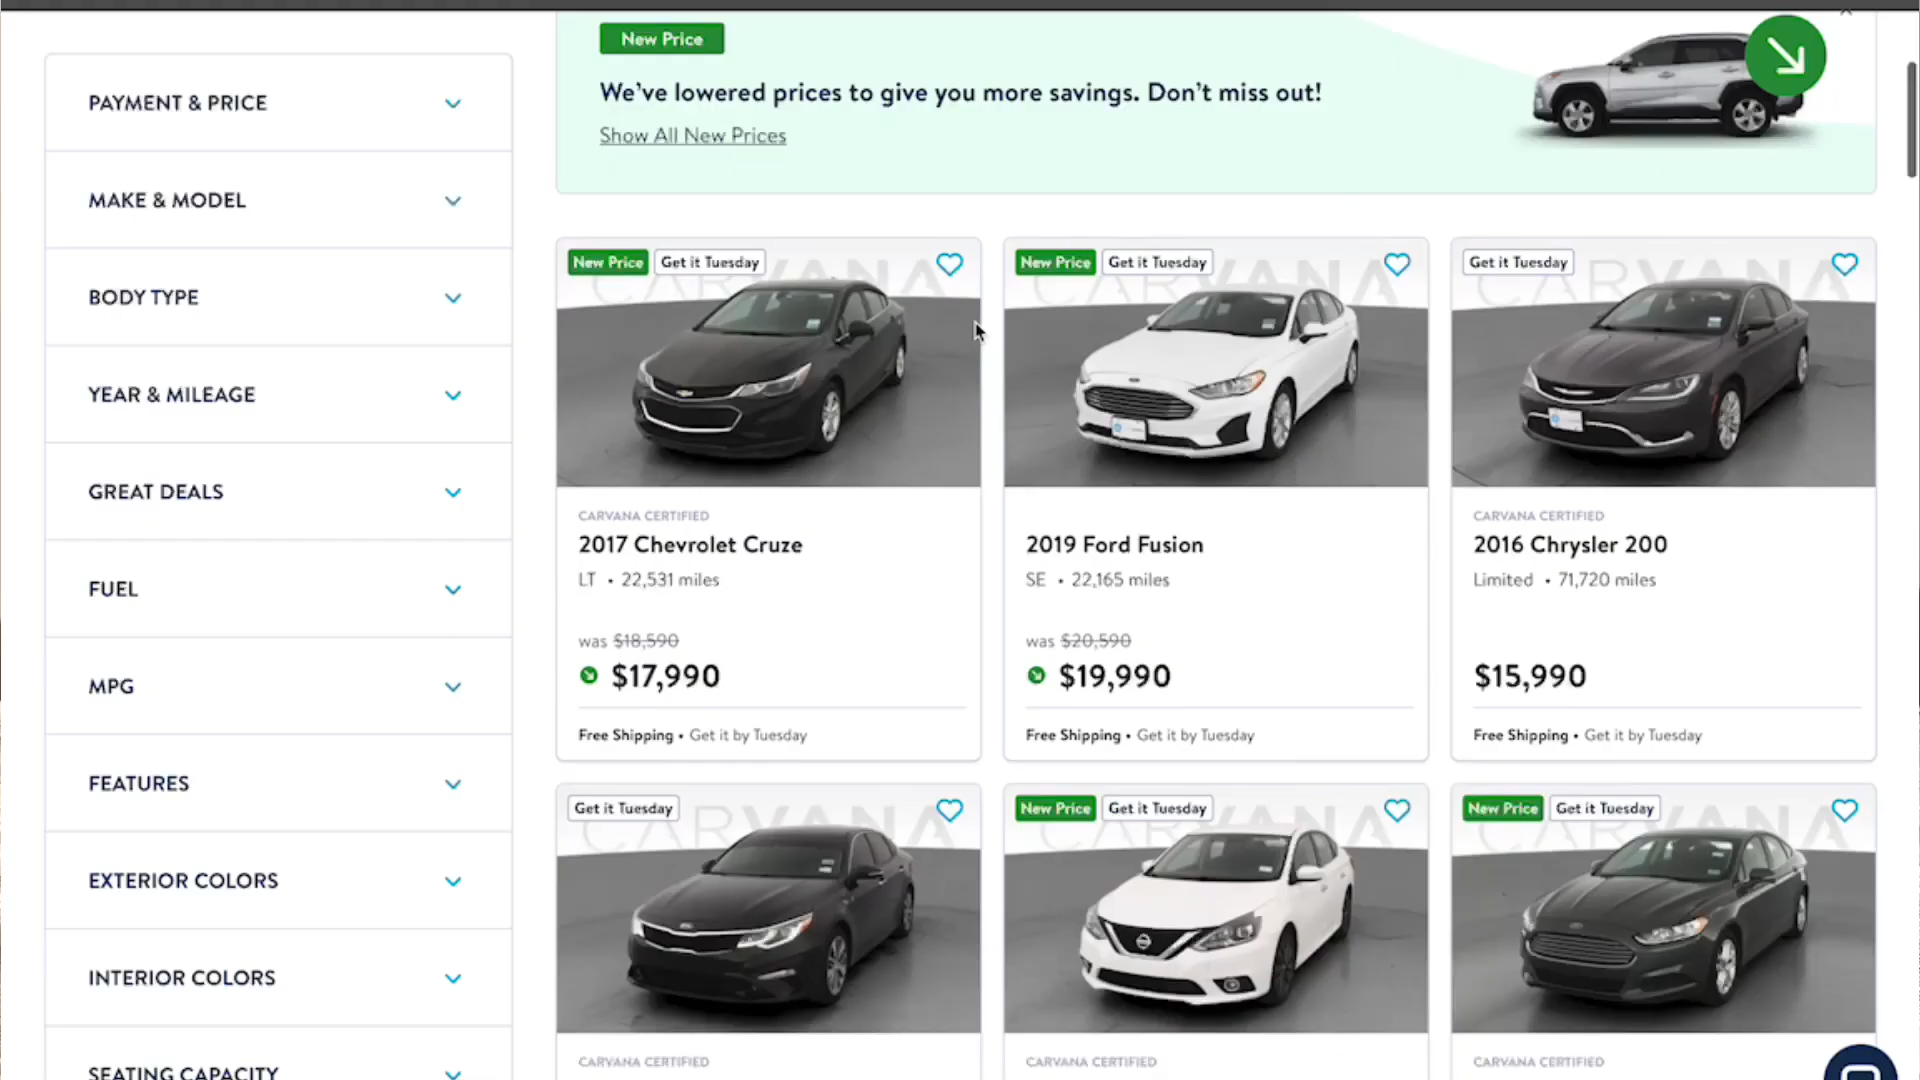 New Price
We've lowered prices to give you more savings. Don't miss out!
Show All New Prices
PAYMENT & PRICE
MAKE & MODEL
BODY TYPE
YEAR & MILEAGE
GREAT DEALS
FUEL
MPG
FEATURES
EXTERIOR COLORS
INTERIOR COLORS
SEATING CAPACITY
New Price Get it Tuesday
CARVANA
CARVANA CERTIFIED
2017 Chevrolet Cruze
LT • 22,531 miles
was $18,590
$17,990
Free Shipping • Get it by Tuesday
New Price Get it Tuesday
CARVANA
2019 Ford Fusion
SE • 22,165 miles
was $20,590
$19,990
Free Shipping • Get it by Tuesday
Get it Tuesday
CARVANA
CARVANA CERTIFIED
2016 Chrysler 200
Limited • 71,720 miles
$15,990
Free Shipping • Get it by Tuesday
Get it Tuesday
CARVANA
CARVANA CERTIFIED
New Price Get it Tuesday
CARVANA
CARVANA CERTIFIED
New Price Get it Tuesday
CARVANA
CARVANA CERTIFIED